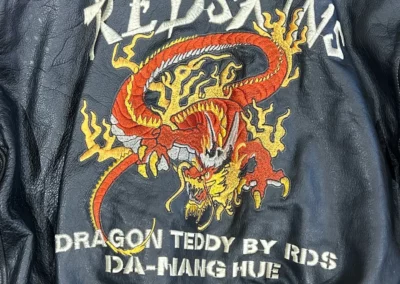 REDSKINS
DRAGON TEDDY BY RDS
DA-NANG HUE